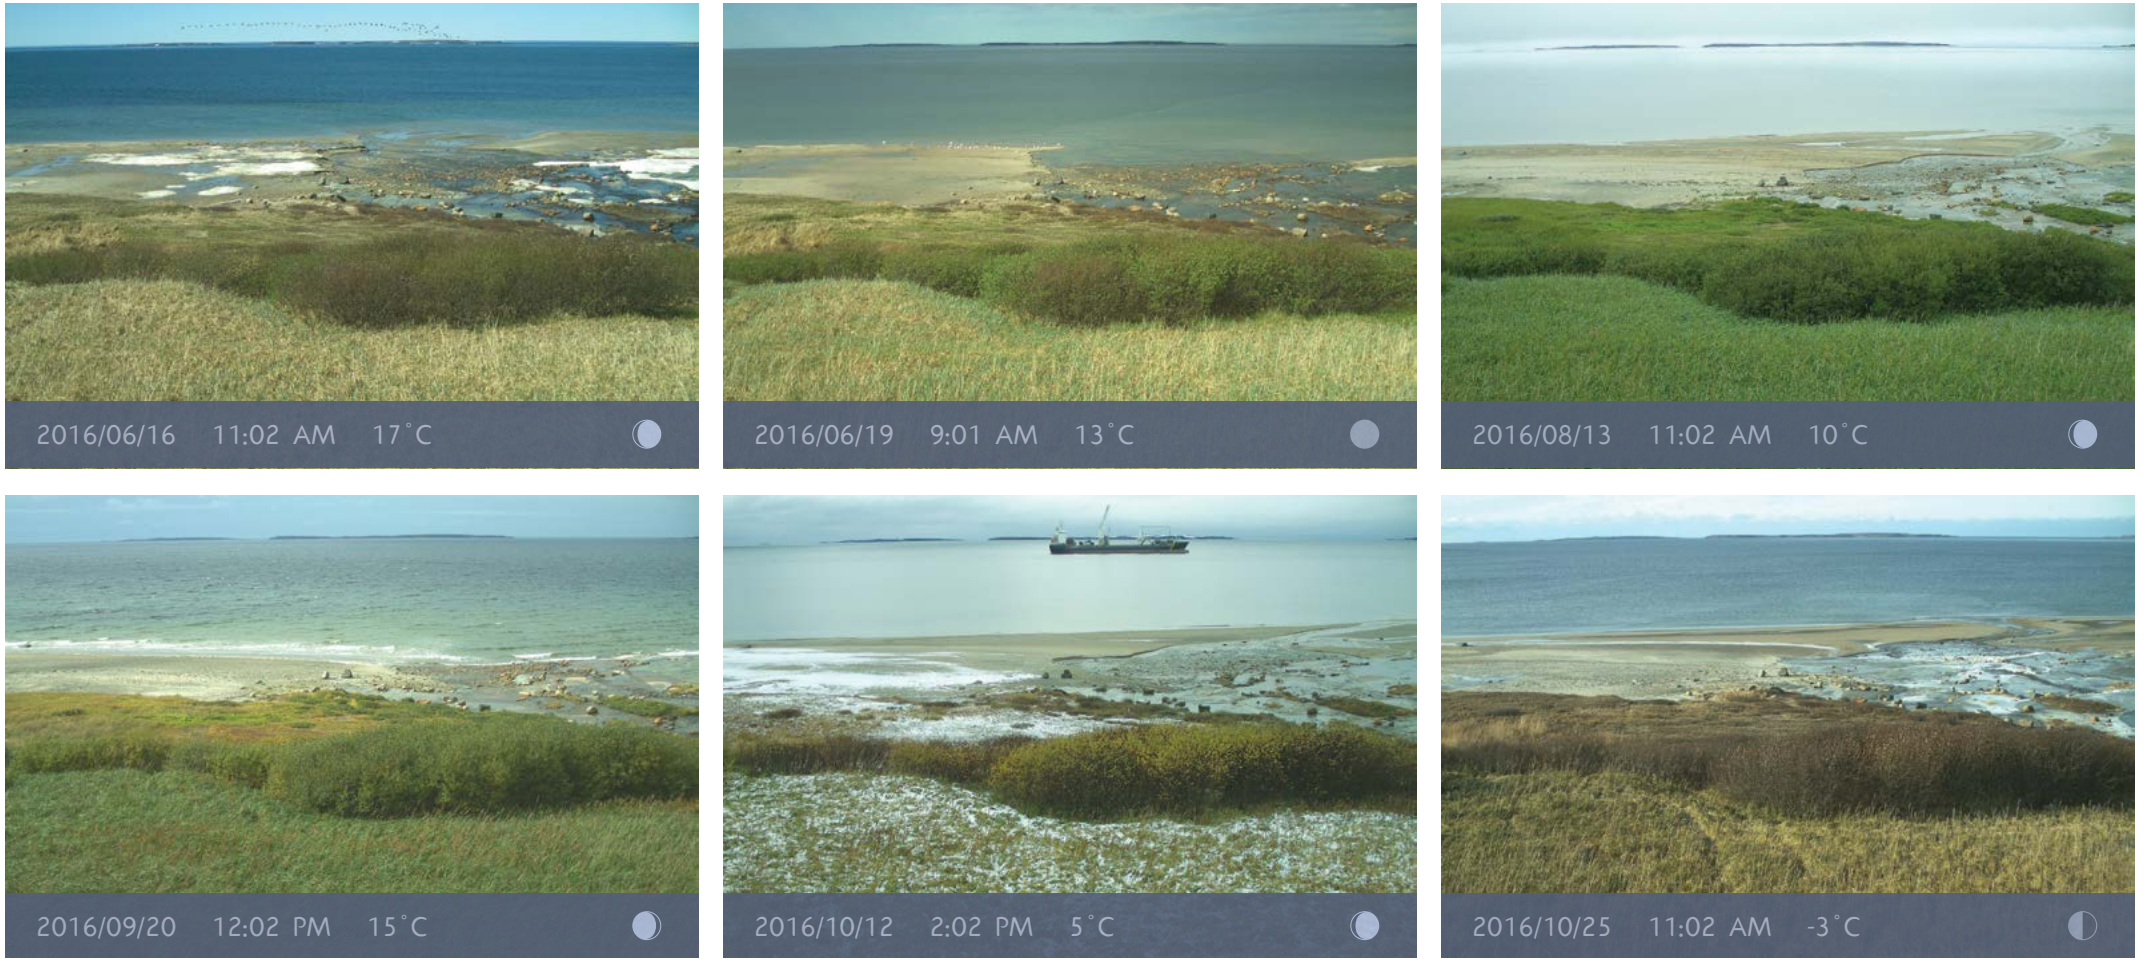 2016/06/16 11:02 AM 17°C
2016/06/19 9:01 AM 13°C
2016/08/13 11:02 AM 10°C
2016/09/20 12:02 PM 15°C
2016/10/12 2:02 PM 5°C
2016/10/25 11:02 AM -3°C